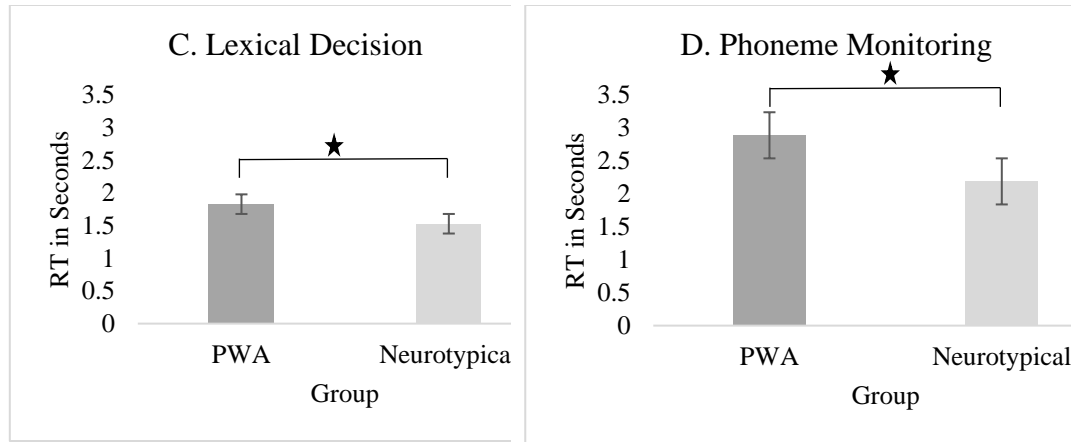 C. Lexical Decision
RT in Seconds
3.5
3
2.5
2
1.5
1
0.5
0
PWA
Neurotypica
Group
D. Phoneme Monitoring
RT in Seconds
3.5
3
2.5
2
1.5
1
0.5
0
PWA
Neurotypical
Group